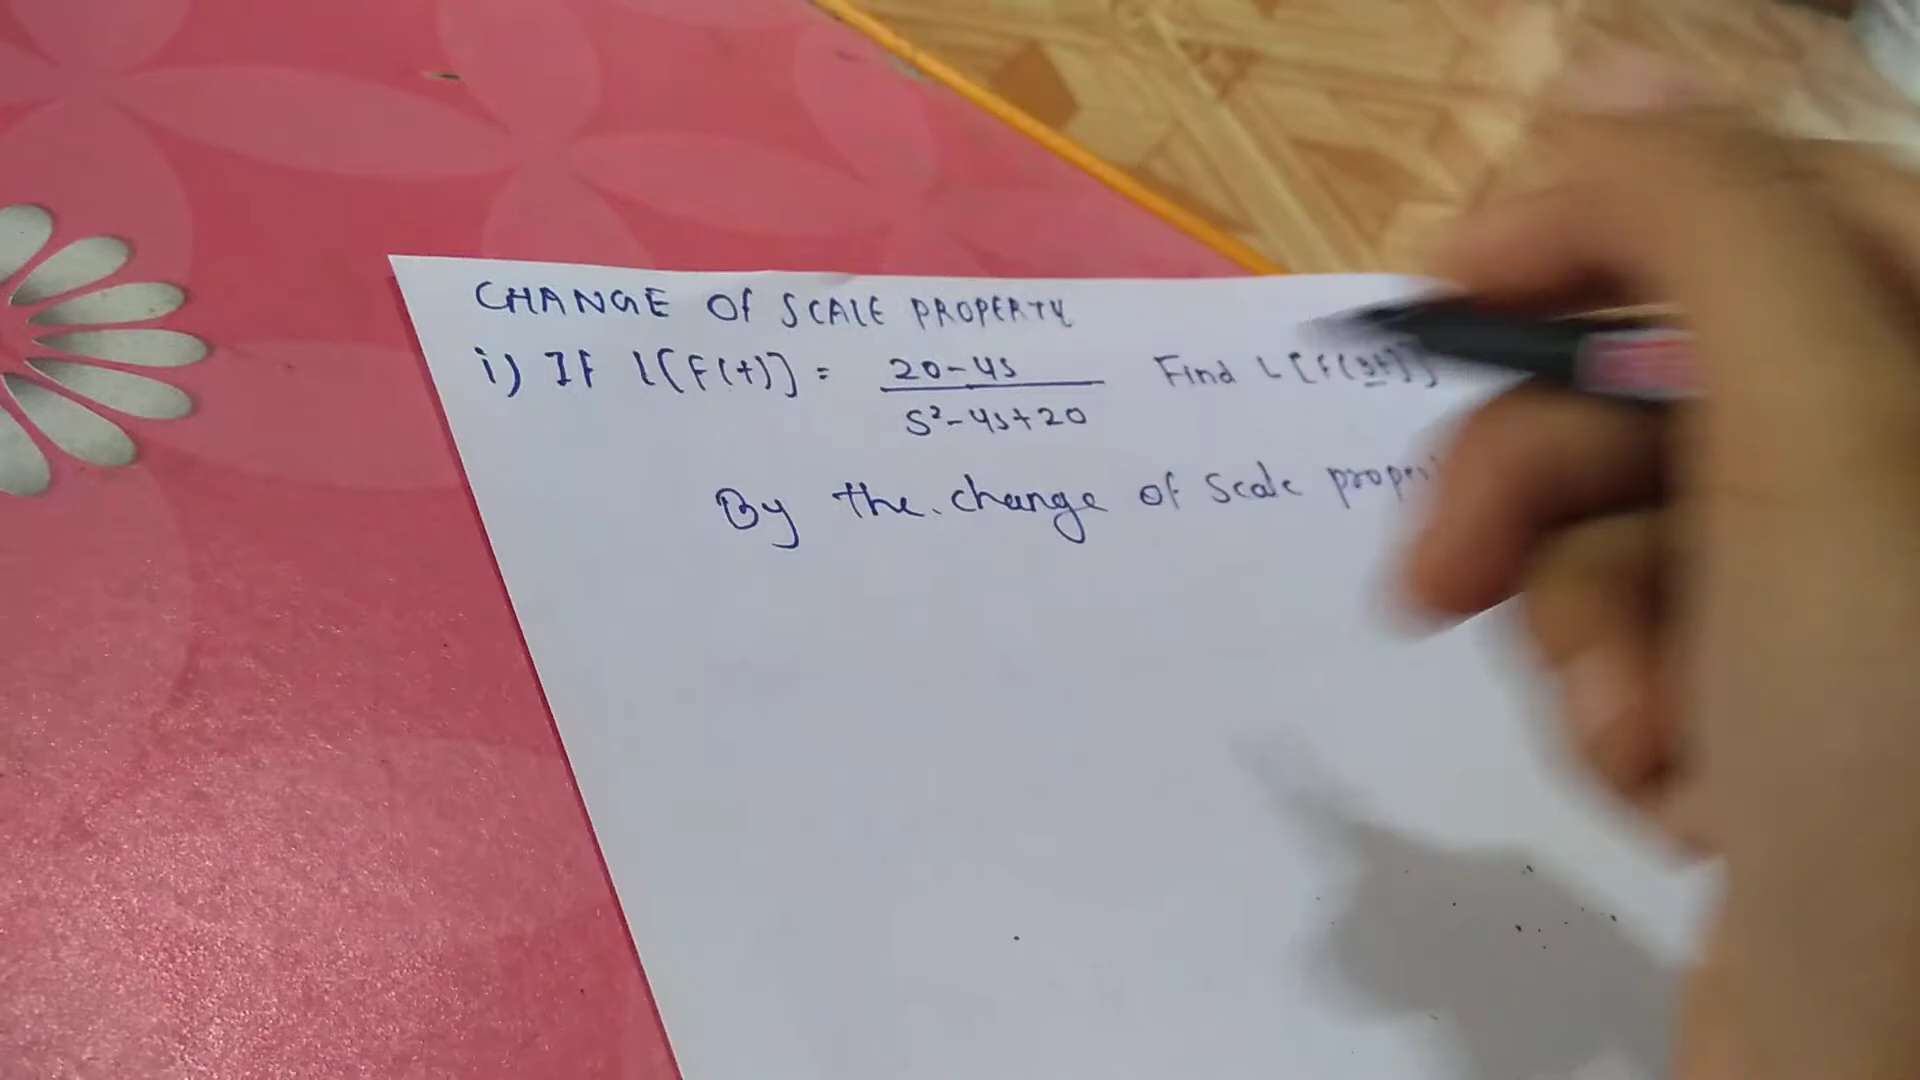 CHANGE Of SCALE PROPERTY
i) If L[f(t)] = 20-4s / s²-4s+20 Find L[f(3t)]
By the change of scale